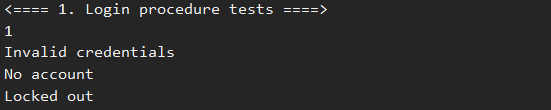 <==== 1. Login procedure tests ====>
1
Invalid credentials
No account
Locked out